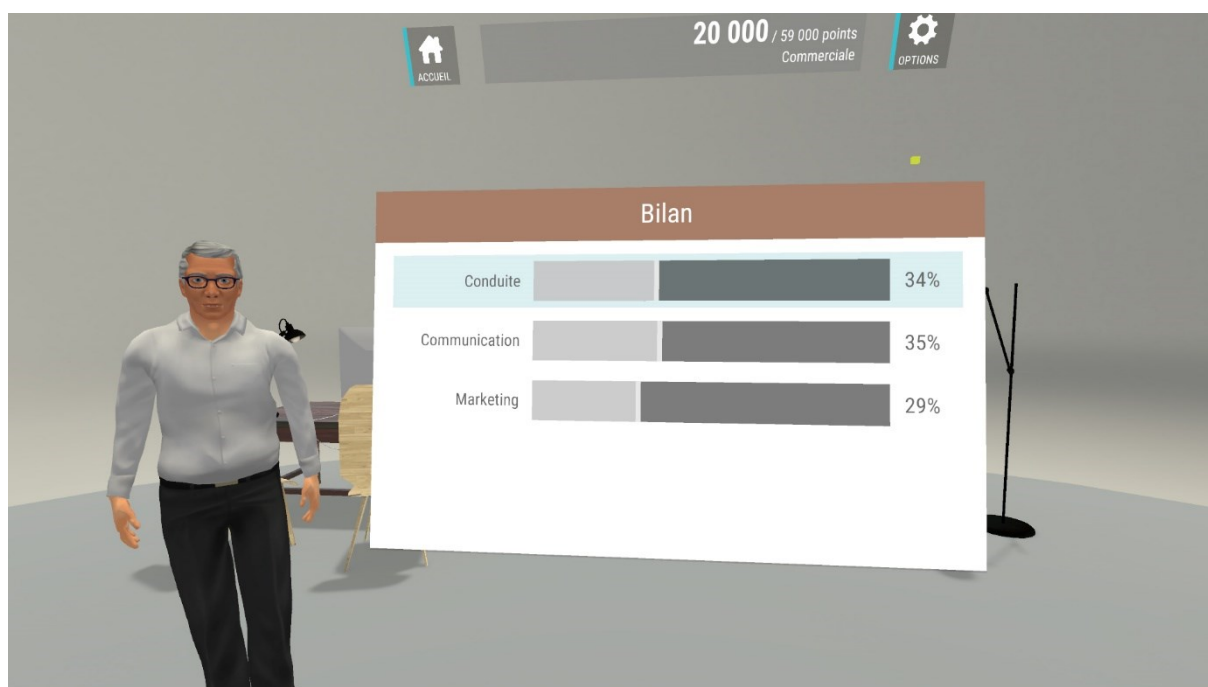 ACCUEIL
20 000 / 59 000 points
Commerciale
OPTIONS
Bilan
Conduite 34%
Communication 35%
Marketing 29%